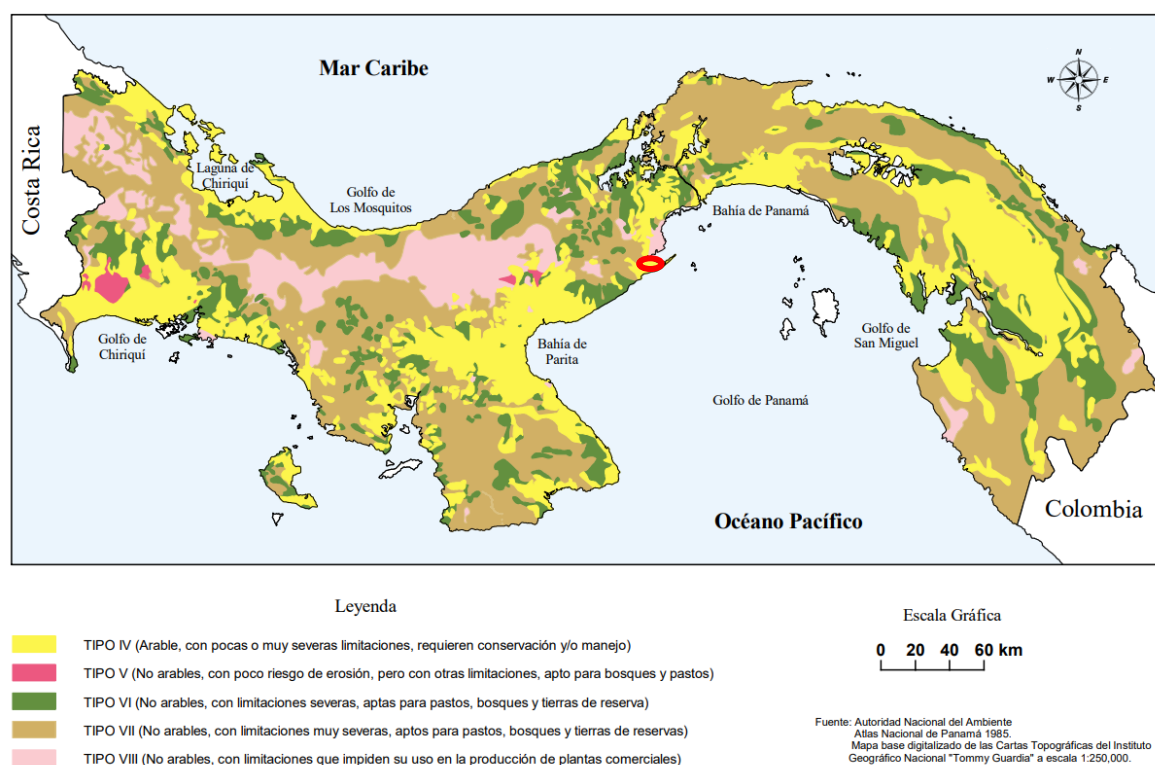 N
W
E
S
Mar Caribe
Costa Rica
Laguna de
Chiriquí
Golfo de
Los Mosquitos
Bahía de Panamá
Golfo de
Chiriquí
Bahía de
Parita
Golfo de
San Miguel
Golfo de Panamá
Océano Pacífico
Colombia
Leyenda
TIPO IV (Arable, con pocas o muy severas limitaciones, requieren conservación y/o manejo)
TIPO V (No arables, con poco riesgo de erosión, pero con otras limitaciones, apto para bosques y pastos)
TIPO VI (No arables, con limitaciones severas, aptas para pastos, bosques y tierras de reserva)
TIPO VII (No arables, con limitaciones muy severas, aptos para pastos, bosques y tierras de reservas)
TIPO VIII (No arables, con limitaciones que impiden su uso en la producción de plantas comerciales)
Escala Gráfica
0 20 40 60 km
Fuente: Autoridad Nacional del Ambiente
Atlas Nacional de Panamá 1985.
Mapa base digitalizado de las Cartas Topográficas del Instituto
Geográfico Nacional "Tommy Guardia" a escala 1:250,000.